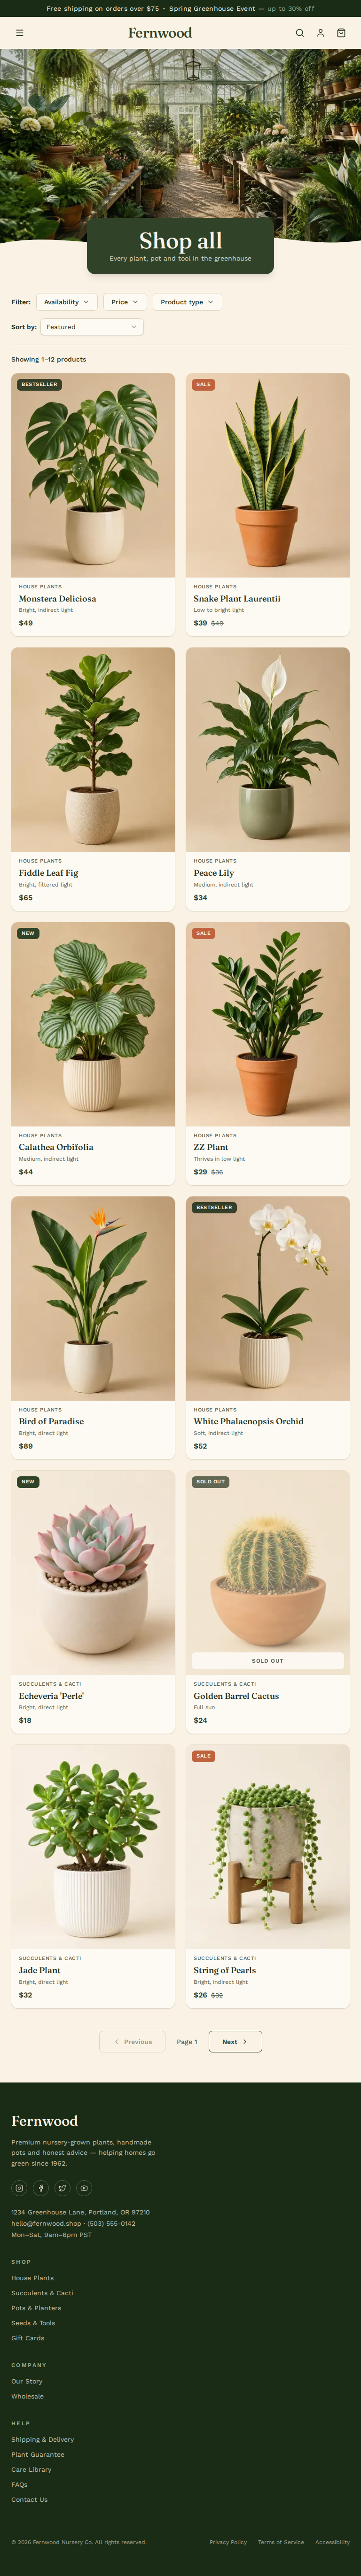 Free shipping on orders over $75 • Spring Greenhouse Event — up to 30% off
Fernwood
Shop all
Every plant, pot and tool in the greenhouse
Filter: Availability Price Product type
Sort by: Featured
Showing 1–12 products
BESTSELLER
HOUSE PLANTS
Monstera Deliciosa
Bright, indirect light
$49
SALE
HOUSE PLANTS
Snake Plant Laurentii
Low to bright light
$39 $49
HOUSE PLANTS
Fiddle Leaf Fig
Bright, filtered light
$65
HOUSE PLANTS
Peace Lily
Medium, indirect light
$34
NEW
HOUSE PLANTS
Calathea Orbifolia
Medium, indirect light
$44
SALE
HOUSE PLANTS
ZZ Plant
Thrives in low light
$29 $36
HOUSE PLANTS
Bird of Paradise
Bright, direct light
$89
BESTSELLER
HOUSE PLANTS
White Phalaenopsis Orchid
Soft, indirect light
$52
NEW
SUCCULENTS & CACTI
Echeveria 'Perle'
Bright, direct light
$18
SOLD OUT
SOLD OUT
SUCCULENTS & CACTI
Golden Barrel Cactus
Full sun
$24
SUCCULENTS & CACTI
Jade Plant
Bright, direct light
$32
SALE
SUCCULENTS & CACTI
String of Pearls
Bright, indirect light
$26 $32
Previous Page 1 Next
Fernwood
Premium nursery-grown plants, handmade
pots and honest advice — helping homes go
green since 1962.
1234 Greenhouse Lane, Portland, OR 97210
hello@fernwood.shop · (503) 555-0142
Mon–Sat, 9am–6pm PST
SHOP
House Plants
Succulents & Cacti
Pots & Planters
Seeds & Tools
Gift Cards
COMPANY
Our Story
Wholesale
HELP
Shipping & Delivery
Plant Guarantee
Care Library
FAQs
Contact Us
© 2026 Fernwood Nursery Co. All rights reserved. Privacy Policy Terms of Service Accessibility